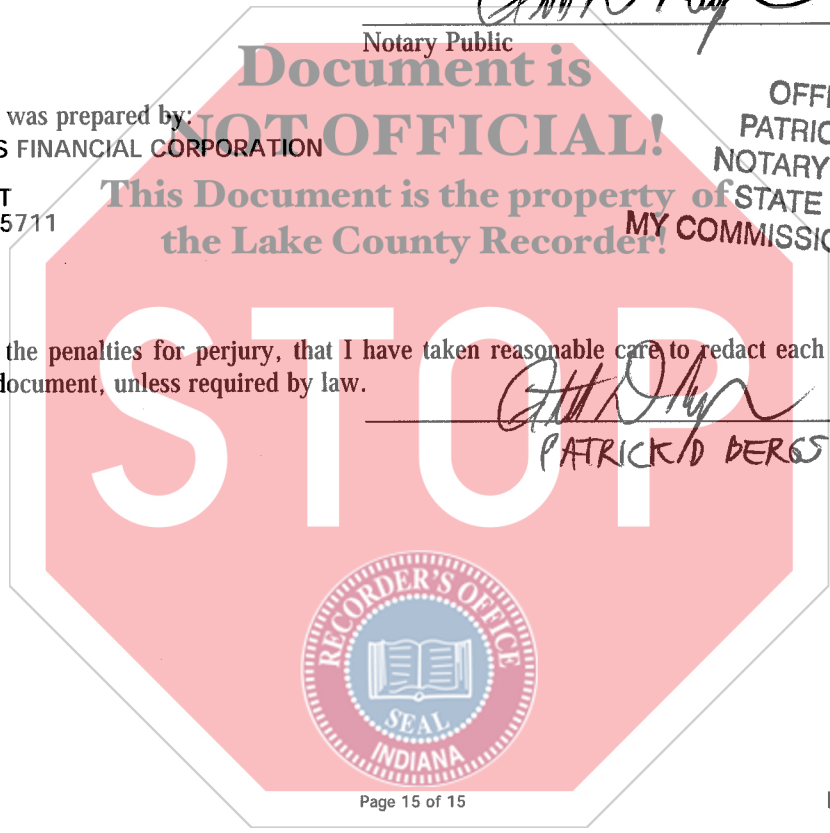 Notary Public
Document is
NOT OFFICIAL!
This Document is the property of
the Lake County Recorder!
was prepared by:
S FINANCIAL CORPORATION
T
5711
OFFI
PATRIC
NOTARY
STATE
MY COMMISSIO
the penalties for perjury, that I have taken reasonable care to redact each
document, unless required by law.
PATRICK D BERGS
STOP
RECORDER'S OFFICE
SEAL
INDIANA
Page 15 of 15